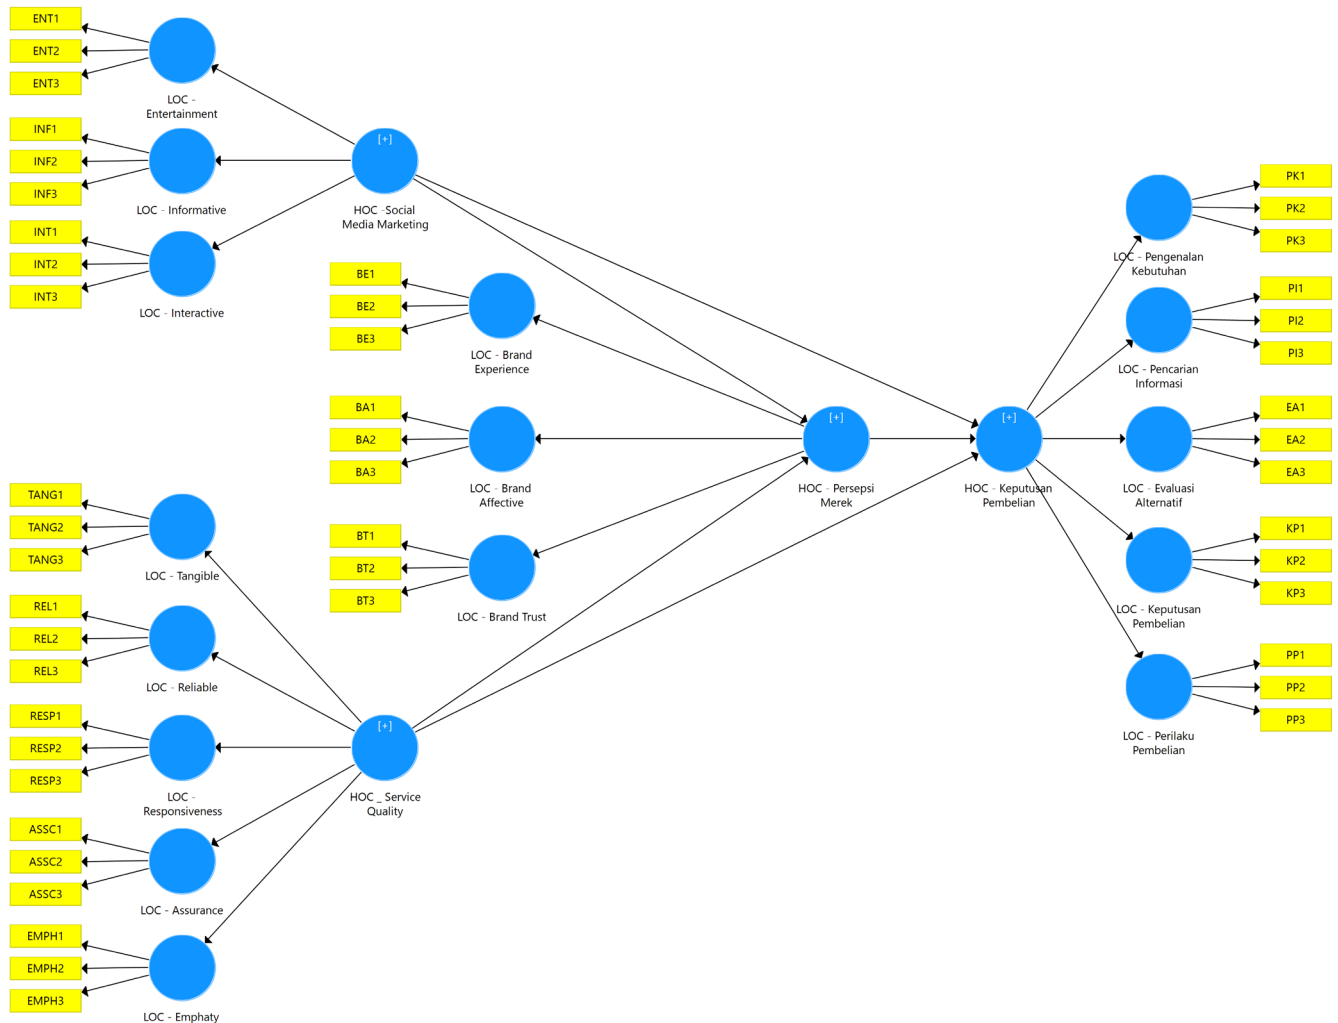 ENT1
ENT2
ENT3
LOC -
Entertainment
INF1
INF2
INF3
LOC - Informative
INT1
INT2
INT3
LOC - Interactive
[+]
HOC -Social
Media Marketing
BE1
BE2
BE3
LOC - Brand
Experience
BA1
BA2
BA3
LOC - Brand
Affective
BT1
BT2
BT3
LOC - Brand Trust
TANG1
TANG2
TANG3
LOC - Tangible
REL1
REL2
REL3
LOC - Reliable
RESP1
RESP2
RESP3
LOC -
Responsiveness
ASSC1
ASSC2
ASSC3
LOC - Assurance
EMPH1
EMPH2
EMPH3
LOC - Emphaty
[+]
HOC _ Service
Quality
[+]
HOC - Persepsi
Merek
[+]
HOC - Keputusan
Pembelian
PK1
PK2
PK3
LOC - Pengenalan
Kebutuhan
PI1
PI2
PI3
LOC - Pencarian
Informasi
EA1
EA2
EA3
LOC - Evaluasi
Alternatif
KP1
KP2
KP3
LOC - Keputusan
Pembelian
PP1
PP2
PP3
LOC - Perilaku
Pembelian